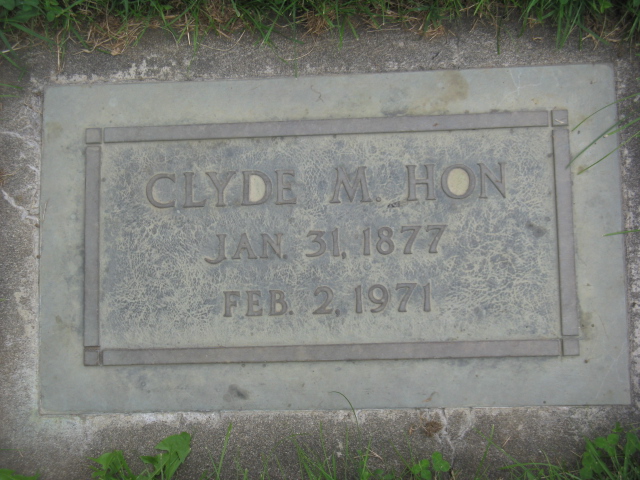 CLYDE M. HON
JAN. 31, 1877
FEB. 2, 1971